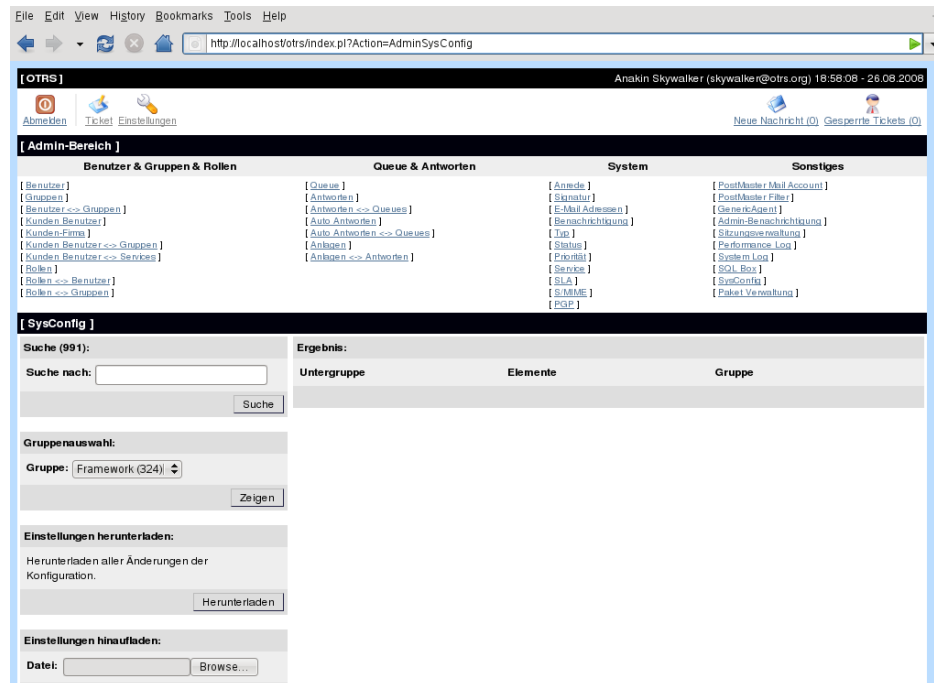 File Edit View History Bookmarks Tools Help
http://localhost/otrs/index.pl?Action=AdminSysConfig
[ OTRS ] Anakin Skywalker (skywalker@otrs.org) 18:58:08 - 26.08.2008
Abmelden Ticket Einstellungen Neue Nachricht (0) Gesperrte Tickets (0)
[ Admin-Bereich ]
Benutzer & Gruppen & Rollen Queue & Antworten System Sonstiges
[ Benutzer ] [ Queue ] [ Anrede ] [ PostMaster Mail Account ]
[ Gruppen ] [ Antworten ] [ Signatur ] [ PostMaster Filter ]
[ Benutzer <-> Gruppen ] [ Antworten <-> Queues ] [ E-Mail Adressen ] [ GenericAgent ]
[ Kunden Benutzer ] [ Auto Antworten ] [ Benachrichtigung ] [ Admin-Benachrichtigung ]
[ Kunden-Firma ] [ Auto Antworten <-> Queues ] [ Typ ] [ Sitzungsverwaltung ]
[ Kunden Benutzer <-> Gruppen ] [ Anlagen ] [ Status ] [ Performance Log ]
[ Kunden Benutzer <-> Services ] [ Anlagen <-> Antworten ] [ Priorität ] [ System Log ]
[ Rollen ] [ Service ] [ SQL Box ]
[ Rollen <-> Benutzer ] [ SLA ] [ SysConfig ]
[ Rollen <-> Gruppen ] [ S/MIME ] [ Paket Verwaltung ]
[ PGP ]
[ SysConfig ]
Suche (991): Ergebnis:
Suche nach: Untergruppe Elemente Gruppe
Suche
Gruppenauswahl:
Gruppe: Framework (324)
Zeigen
Einstellungen herunterladen:
Herunterladen aller Änderungen der
Konfiguration.
Herunterladen
Einstellungen hinaufladen:
Datei: Browse...